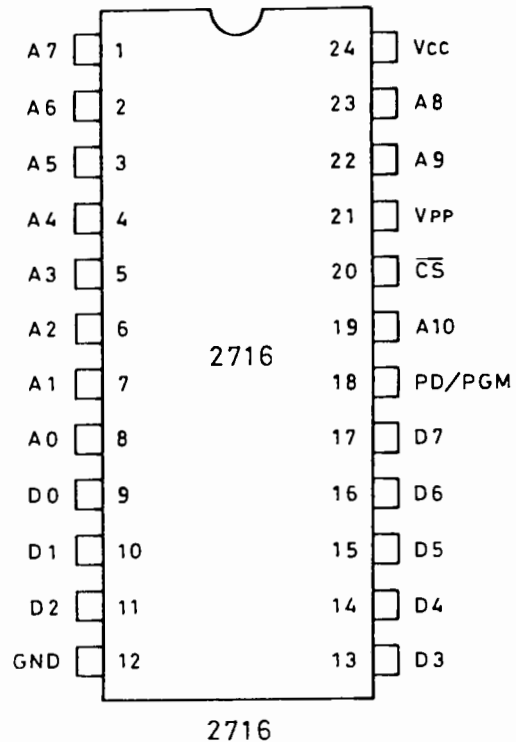 A7 1 24 Vcc
A6 2 23 A8
A5 3 22 A9
A4 4 21 VPP
A3 5 20 C̅S̅
A2 6 19 A10
2716
A1 7 18 PD/PGM
A0 8 17 D7
D0 9 16 D6
D1 10 15 D5
D2 11 14 D4
GND 12 13 D3
2716